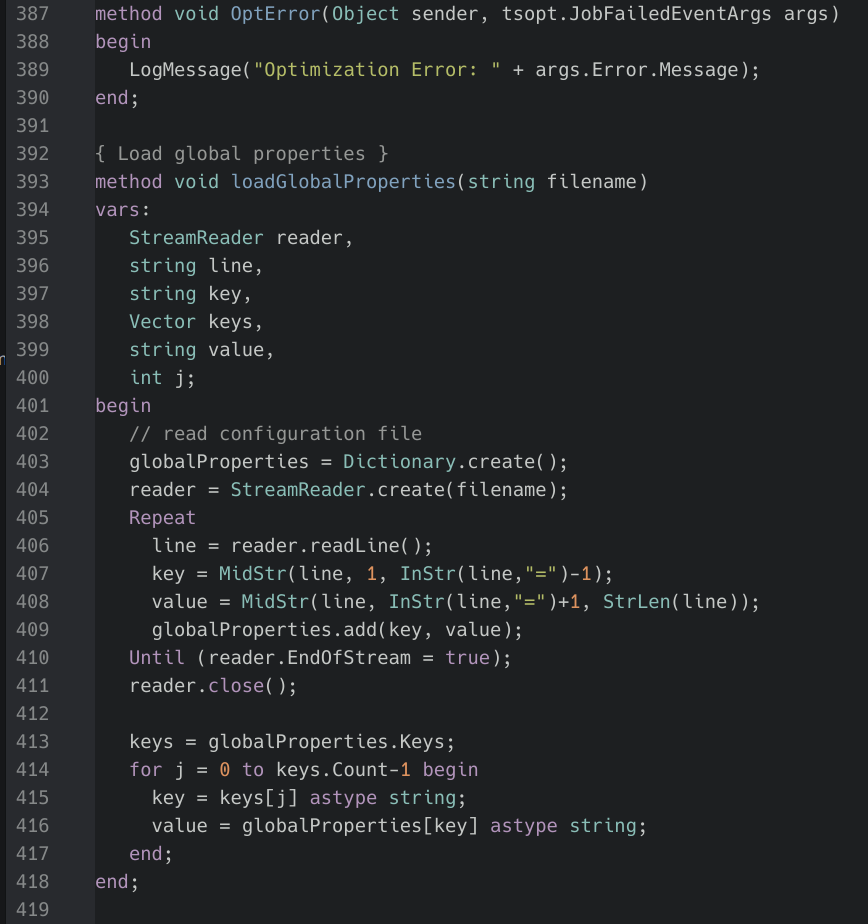 387 method void OptError(Object sender, tsopt.JobFailedEventArgs args)
388 begin
389    LogMessage("Optimization Error: " + args.Error.Message);
390 end;
391
392 { Load global properties }
393 method void loadGlobalProperties(string filename)
394 vars:
395    StreamReader reader,
396    string line,
397    string key,
398    Vector keys,
399    string value,
400    int j;
401 begin
402    // read configuration file
403    globalProperties = Dictionary.create();
404    reader = StreamReader.create(filename);
405    Repeat
406      line = reader.readLine();
407      key = MidStr(line, 1, InStr(line,"=")-1);
408      value = MidStr(line, InStr(line,"=")+1, StrLen(line));
409      globalProperties.add(key, value);
410    Until (reader.EndOfStream = true);
411    reader.close();
412
413    keys = globalProperties.Keys;
414    for j = 0 to keys.Count-1 begin
415      key = keys[j] astype string;
416      value = globalProperties[key] astype string;
417    end;
418 end;
419